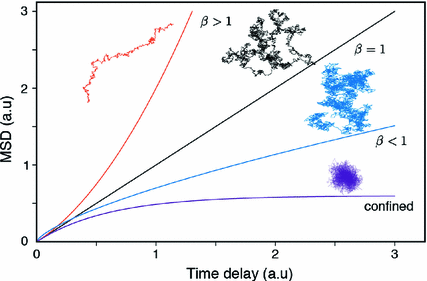 3
2
1
0
MSD (a.u)
β > 1
β = 1
β < 1
confined
0
1
2
3
Time delay (a.u)